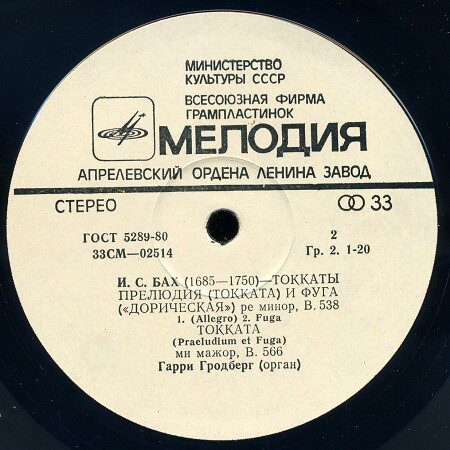 МИНИСТЕРСТВО
КУЛЬТУРЫ СССР
ВСЕСОЮЗНАЯ ФИРМА
ГРАМПЛАСТИНОК
МЕЛОДИЯ
АПРЕЛЕВСКИЙ ОРДЕНА ЛЕНИНА ЗАВОД
СТЕРЕО 33
ГОСТ 5289-80 2
33СМ—02514 Гр. 2. 1-20
И. С. БАХ (1685—1750)—ТОККАТЫ
ПРЕЛЮДИЯ (ТОККАТА) И ФУГА
(«ДОРИЧЕСКАЯ») ре минор, В. 538
1. (Allegro) 2. Fuga
ТОККАТА
(Praeludium et Fuga)
ми мажор, В. 566
Гарри Гродберг (орган)